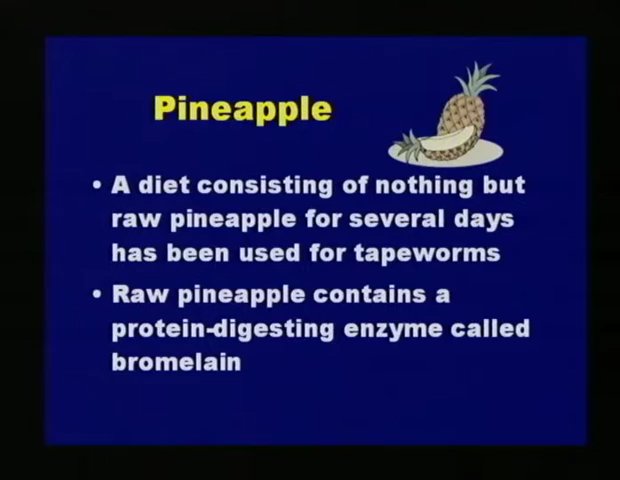 Pineapple
• A diet consisting of nothing but
raw pineapple for several days
has been used for tapeworms
• Raw pineapple contains a
protein-digesting enzyme called
bromelain